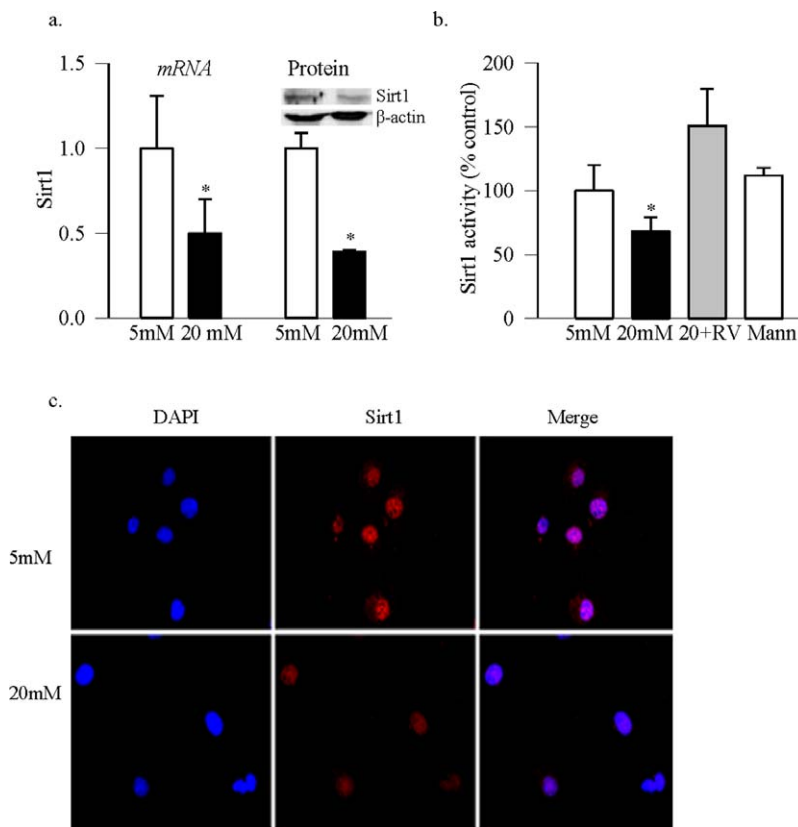 a.
1.5
1.0
0.5
0.0
Sirt1
mRNA
Protein
Sirt1
β-actin
*
*
5mM 20 mM 5mM 20mM
b.
200
150
100
50
0
Sirt1 activity (% control)
*
5mM 20mM 20+RV Mann
c.
DAPI Sirt1 Merge
5mM
20mM